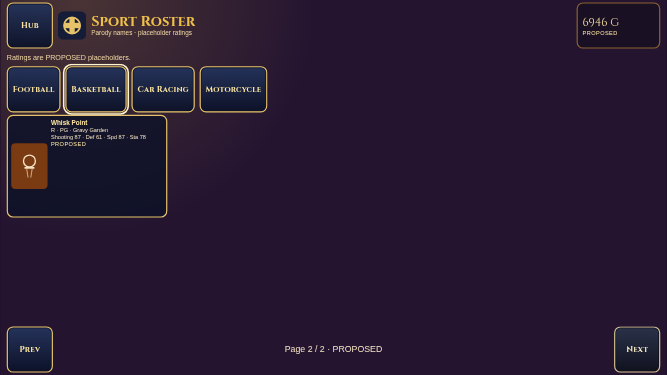 Hub
Sport Roster
Parody names · placeholder ratings
6946 G
PROPOSED
Ratings are PROPOSED placeholders.
Football
Basketball
Car Racing
Motorcycle
Whisk Point
R · PG · Gravy Garden
Shooting 87 · Def 61 · Spd 87 · Sta 78
PROPOSED
Prev
Page 2 / 2 · PROPOSED
Next